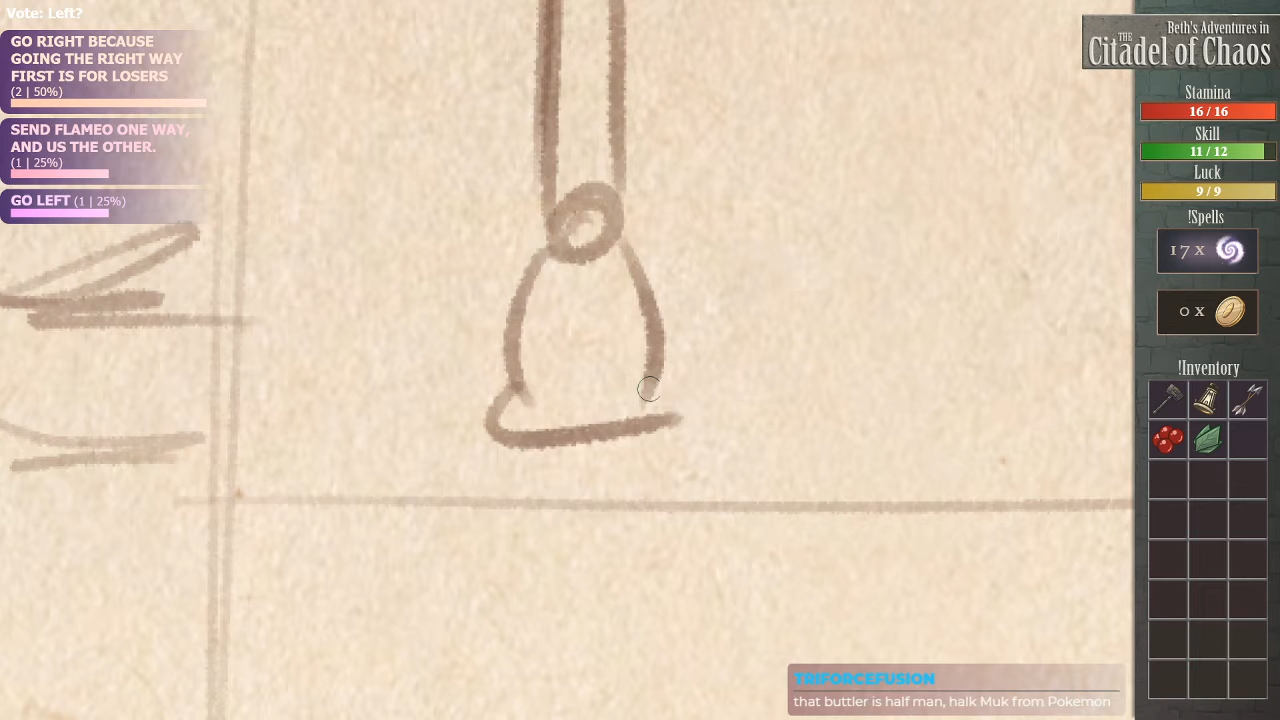 Vote: Left?
GO RIGHT BECAUSE
GOING THE RIGHT WAY
FIRST IS FOR LOSERS
(2 | 50%)
SEND FLAMEO ONE WAY,
AND US THE OTHER.
(1 | 25%)
GO LEFT (1 | 25%)
Beth's Adventures in
THE
Citadel of Chaos
Stamina
16 / 16
Skill
11 / 12
Luck
9 / 9
!Spells
17 x
0 x
!Inventory
TRIFORCEFUSION
that buttler is half man, halk Muk from Pokemon